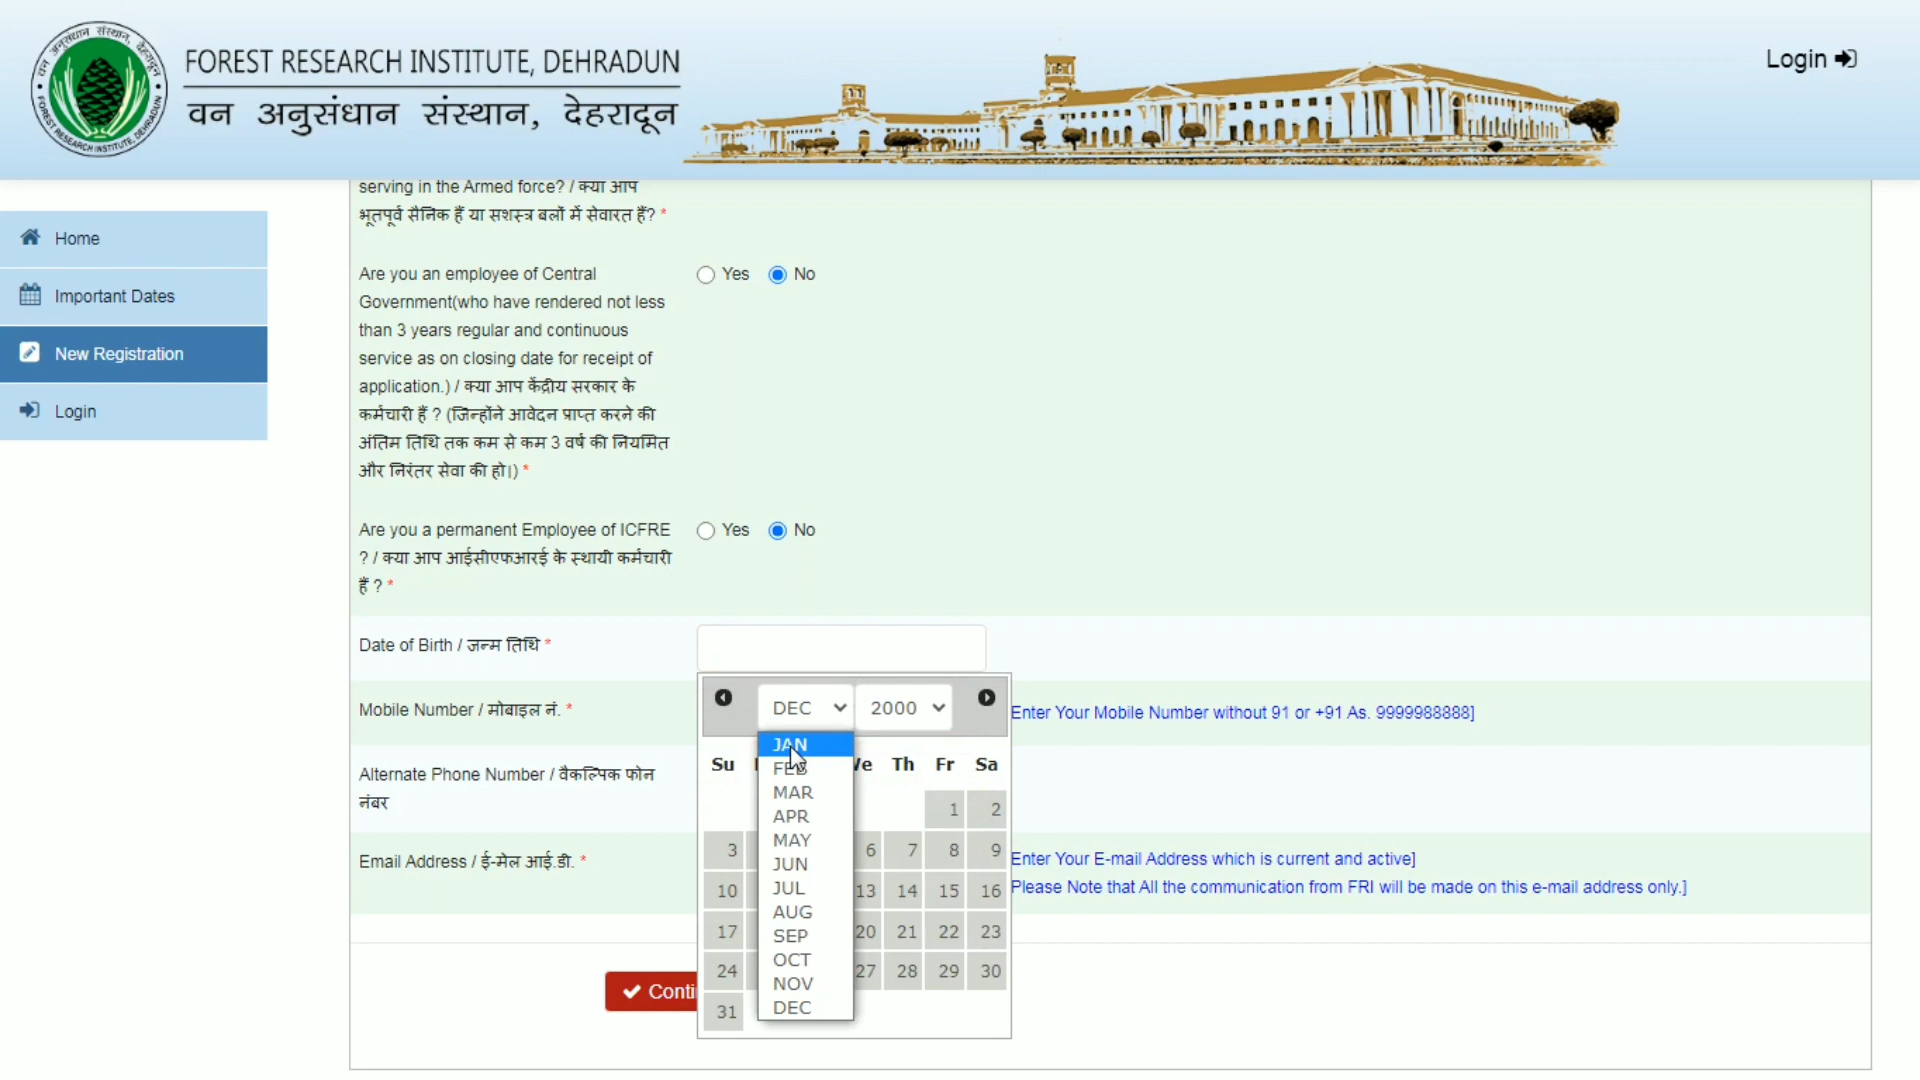 FOREST RESEARCH INSTITUTE, DEHRADUN
वन अनुसंधान संस्थान, देहरादून
Login
Home
Important Dates
New Registration
Login
serving in the Armed force? / क्या आप
भूतपूर्व सैनिक हैं या सशस्त्र बलों में सेवारत हैं? *
Are you an employee of Central
Government(who have rendered not less
than 3 years regular and continuous
service as on closing date for receipt of
application.) / क्या आप केंद्रीय सरकार के
कर्मचारी हैं ? (जिन्होंने आवेदन प्राप्त करने की
अंतिम तिथि तक कम से कम 3 वर्ष की नियमित
और निरंतर सेवा की हो।) *
Yes No
Are you a permanent Employee of ICFRE
? / क्या आप आईसीएफआरई के स्थायी कर्मचारी
हैं ? *
Yes No
Date of Birth / जन्म तिथि *
Mobile Number / मोबाइल नं. *
Enter Your Mobile Number without 91 or +91 As. 9999988888]
Alternate Phone Number / वैकल्पिक फोन
नंबर
Email Address / ई-मेल आई.डी. *
Enter Your E-mail Address which is current and active]
Please Note that All the communication from FRI will be made on this e-mail address only.]
DEC 2000
JAN
FEB
MAR
APR
MAY
JUN
JUL
AUG
SEP
OCT
NOV
DEC
Su Th Fr Sa
1 2
3 6 7 8 9
10 13 14 15 16
17 20 21 22 23
24 27 28 29 30
31